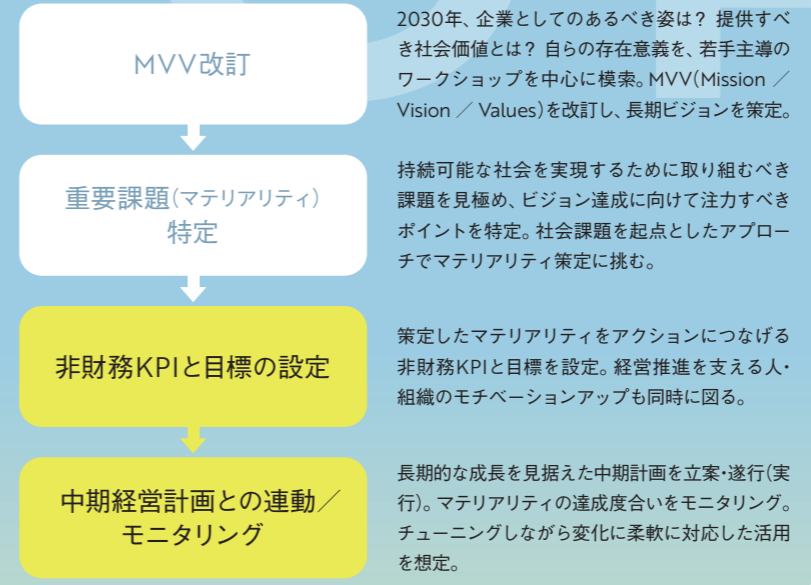 MVV改訂
2030年、企業としてのあるべき姿は? 提供すべ
き社会価値とは? 自らの存在意義を、若手主導の
ワークショップを中心に模索。MVV(Mission ／
Vision ／ Values)を改訂し、長期ビジョンを策定。
重要課題(マテリアリティ)
特定
持続可能な社会を実現するために取り組むべき
課題を見極め、ビジョン達成に向けて注力すべき
ポイントを特定。社会課題を起点としたアプロー
チでマテリアリティ策定に挑む。
非財務KPIと目標の設定
策定したマテリアリティをアクションにつなげる
非財務KPIと目標を設定。経営推進を支える人・
組織のモチベーションアップも同時に図る。
中期経営計画との連動／
モニタリング
長期的な成長を見据えた中期計画を立案・遂行(実
行)。マテリアリティの達成度合いをモニタリング。
チューニングしながら変化に柔軟に対応した活用
を想定。